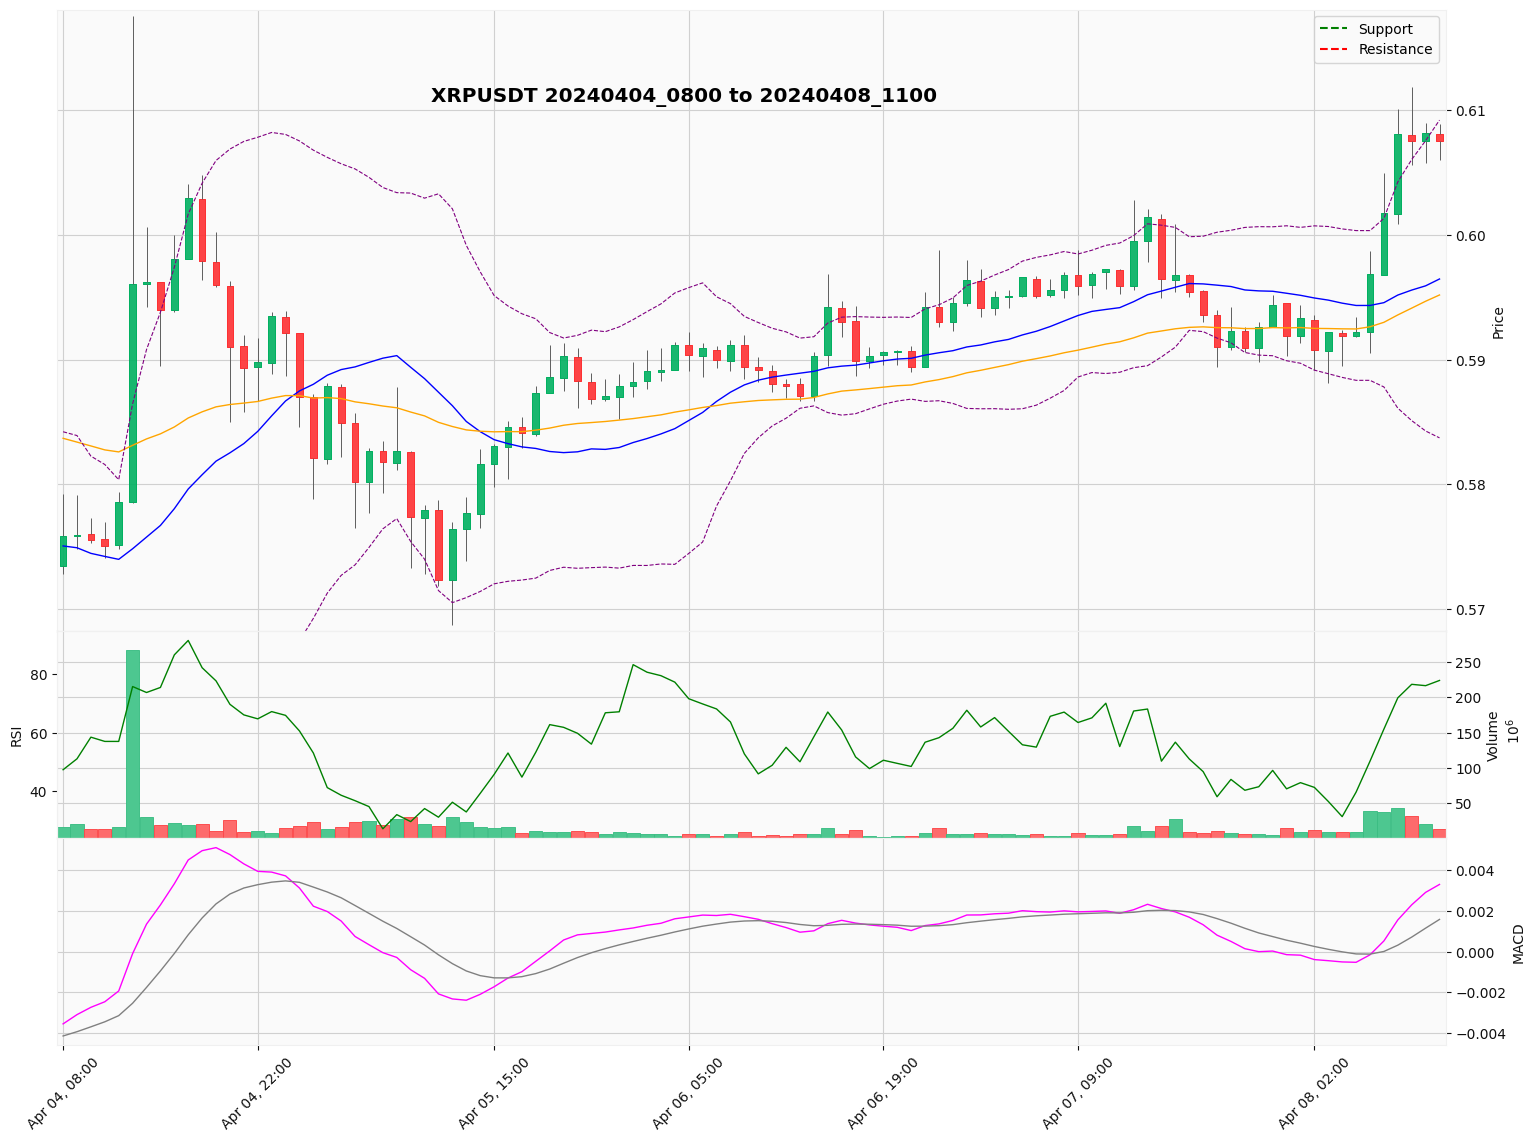 XRPUSDT 20240404_0800 to 20240408_1100
Support
Resistance
0.61
0.60
0.59
0.58
0.57
Price
80
60
40
RSI
250
200
150
100
50
Volume
10^6
0.004
0.002
0.000
−0.002
−0.004
MACD
Apr 04, 08:00
Apr 04, 22:00
Apr 05, 15:00
Apr 06, 05:00
Apr 06, 19:00
Apr 07, 09:00
Apr 08, 02:00